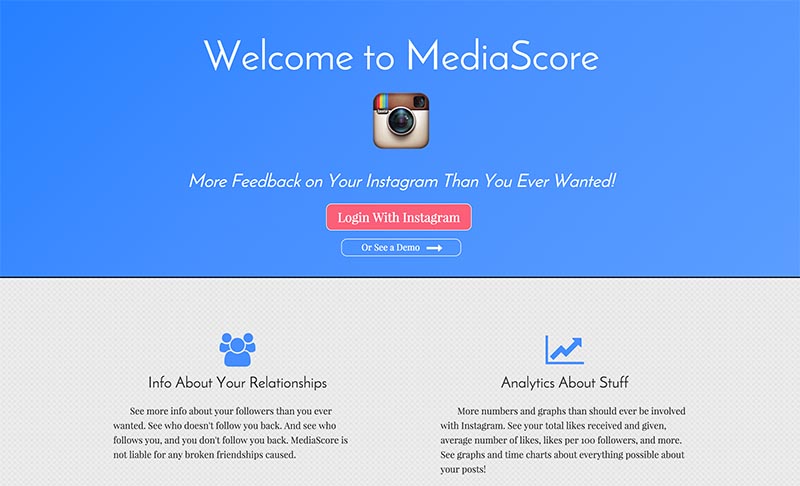 Welcome to MediaScore
More Feedback on Your Instagram Than You Ever Wanted!
Login With Instagram
Or See a Demo
Info About Your Relationships
See more info about your followers than you ever
wanted. See who doesn't follow you back. And see who
follows you, and you don't follow you back. MediaScore is
not liable for any broken friendships caused.
Analytics About Stuff
More numbers and graphs than should ever be involved
with Instagram. See your total likes received and given,
average number of likes, likes per 100 followers, and more.
See graphs and time charts about everything possible about
your posts!